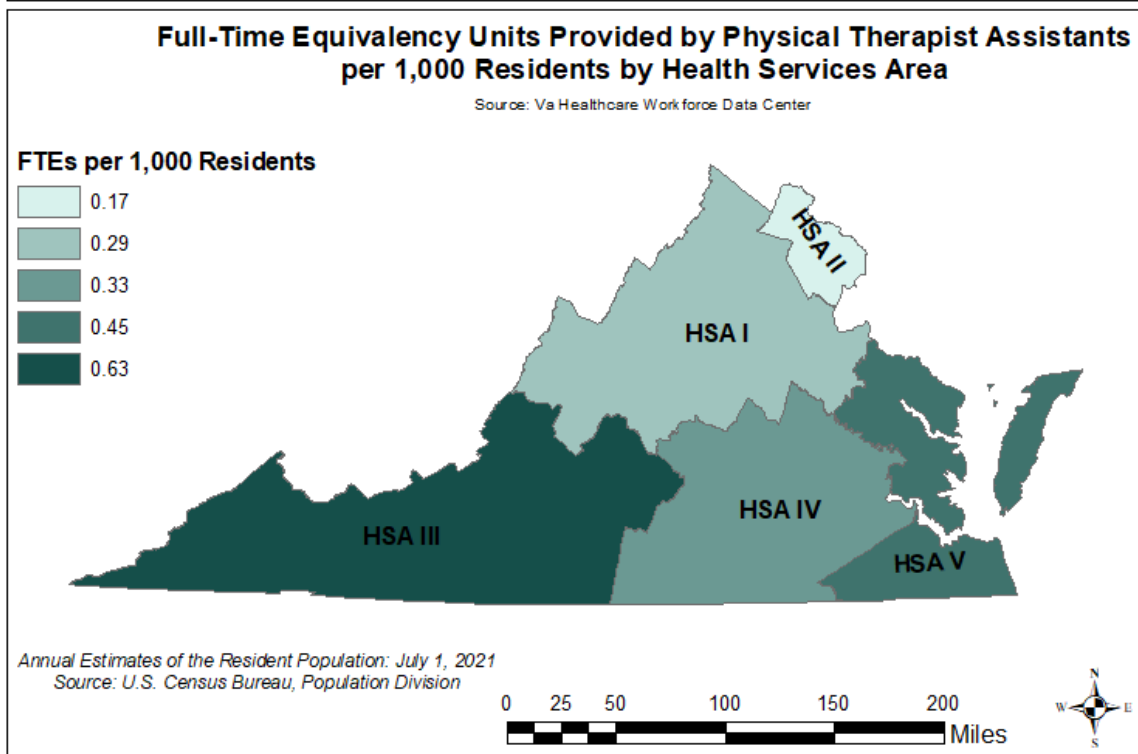 Full-Time Equivalency Units Provided by Physical Therapist Assistants
per 1,000 Residents by Health Services Area
Source: Va Healthcare Workforce Data Center
FTEs per 1,000 Residents
0.17
0.29
0.33
0.45
0.63
HSA II
HSA I
HSA IV
HSA III
HSA V
Annual Estimates of the Resident Population: July 1, 2021
Source: U.S. Census Bureau, Population Division
0 25 50 100 150 200
Miles
N
W E
S